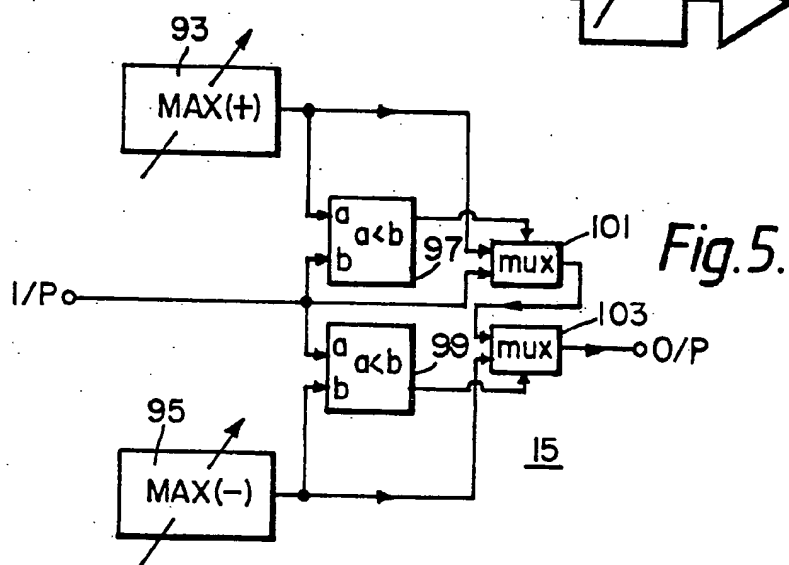 93
MAX(+)
a
a<b
b
97
101
mux
Fig.5.
I/P
103
a
a<b
b
99
mux
O/P
95
MAX(-)
15